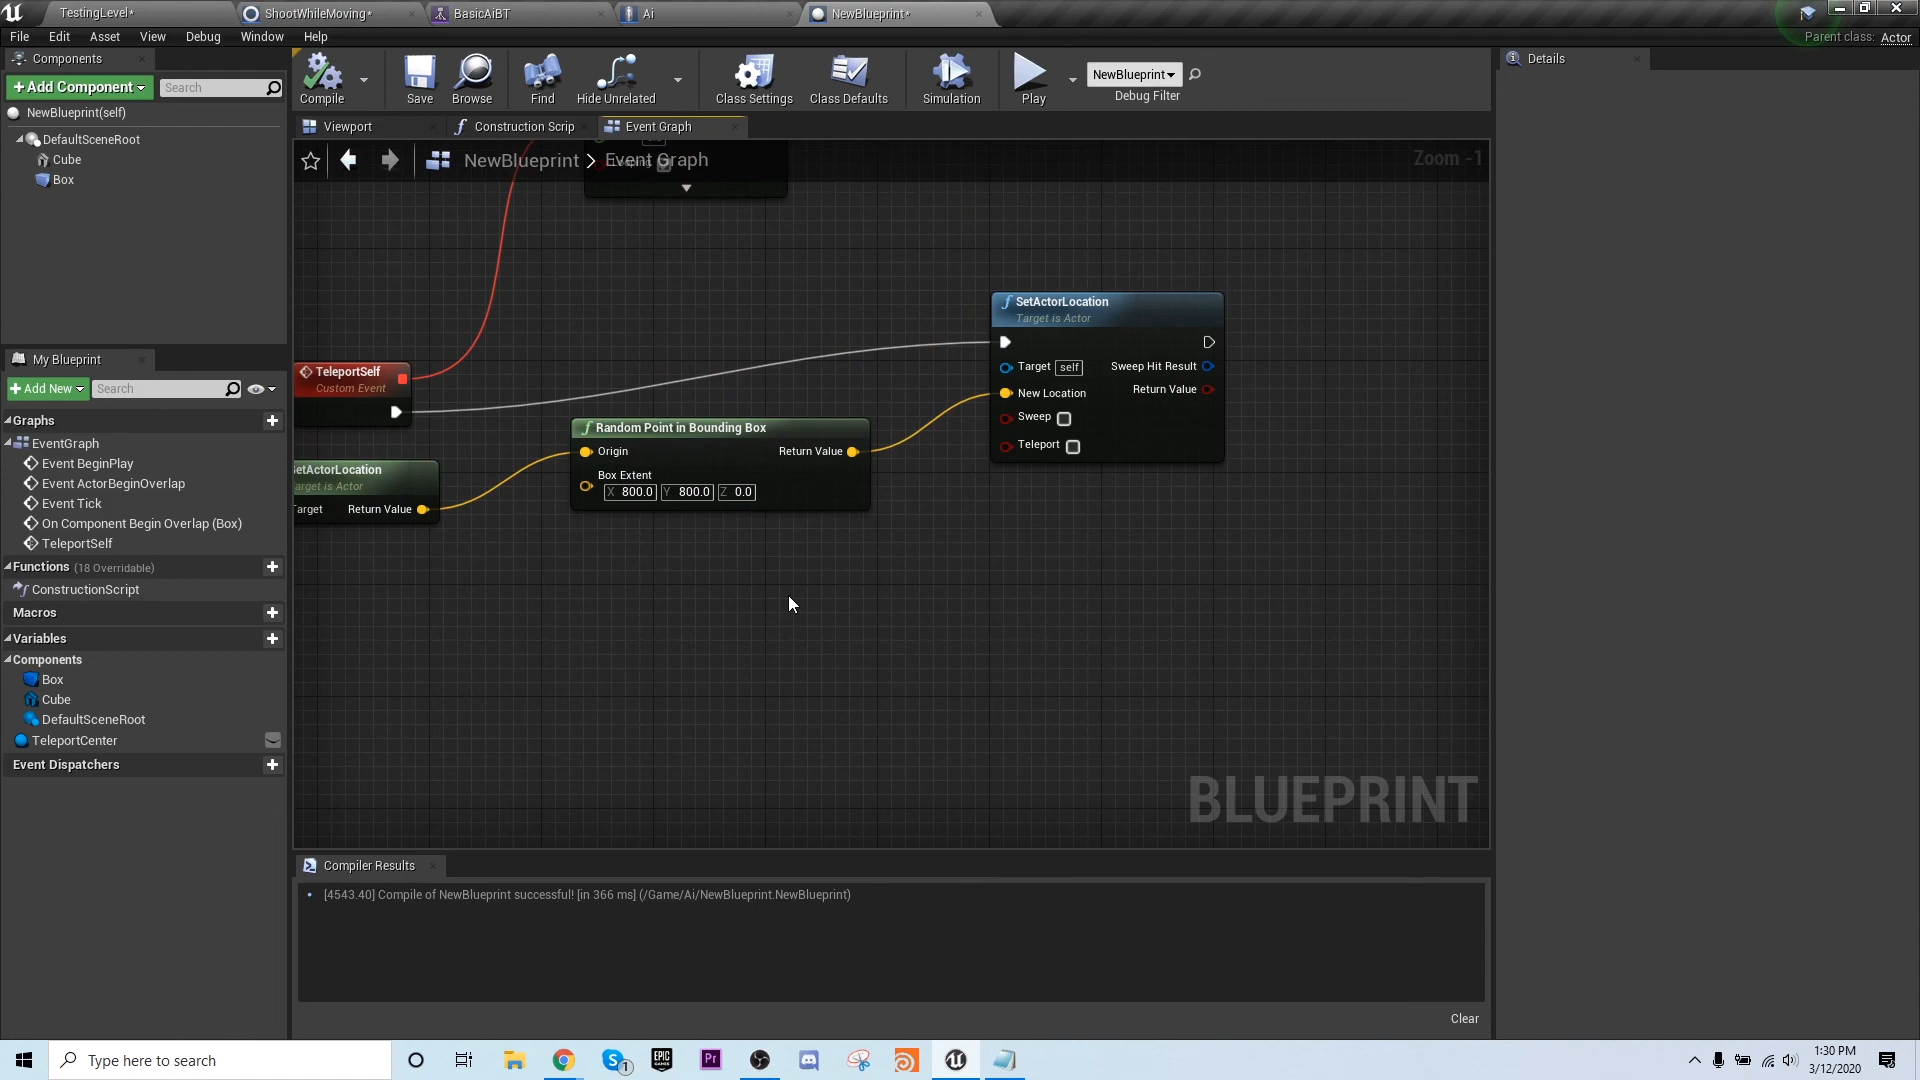 TestingLevel*
ShootWhileMoving*
BasicAiBT
Ai
NewBlueprint*
File Edit Asset View Debug Window Help
Parent class: Actor
Components
+Add Component
Search
NewBlueprint(self)
DefaultSceneRoot
Cube
Box
Compile
Save
Browse
Find
Hide Unrelated
Class Settings
Class Defaults
Simulation
Play
NewBlueprint
Debug Filter
Details
Viewport
Construction Scrip
Event Graph
NewBlueprint > Event Graph
Zoom -1
My Blueprint
+Add New
Search
Graphs
EventGraph
Event BeginPlay
Event ActorBeginOverlap
Event Tick
On Component Begin Overlap (Box)
TeleportSelf
Functions (18 Overridable)
ConstructionScript
Macros
Variables
Components
Box
Cube
DefaultSceneRoot
TeleportCenter
Event Dispatchers
TeleportSelf
Custom Event
GetActorLocation
Target is Actor
Target Return Value
Random Point in Bounding Box
Origin Return Value
Box Extent
X 800.0 Y 800.0 Z 0.0
SetActorLocation
Target is Actor
Target self Sweep Hit Result
New Location Return Value
Sweep
Teleport
BLUEPRINT
Compiler Results
[4543.40] Compile of NewBlueprint successful! [in 366 ms] (/Game/Ai/NewBlueprint.NewBlueprint)
Clear
Type here to search
1
EPIC
GAMES
Pr
1:30 PM
3/12/2020